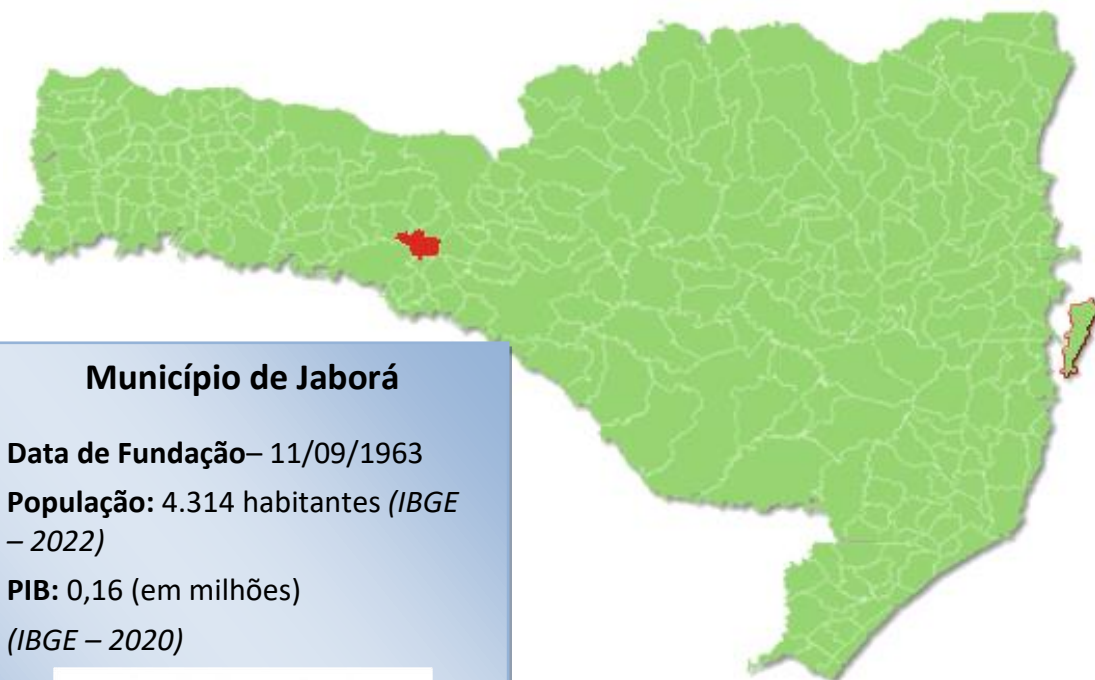 Município de Jaborá
Data de Fundação– 11/09/1963
População: 4.314 habitantes (IBGE
– 2022)
PIB: 0,16 (em milhões)
(IBGE – 2020)